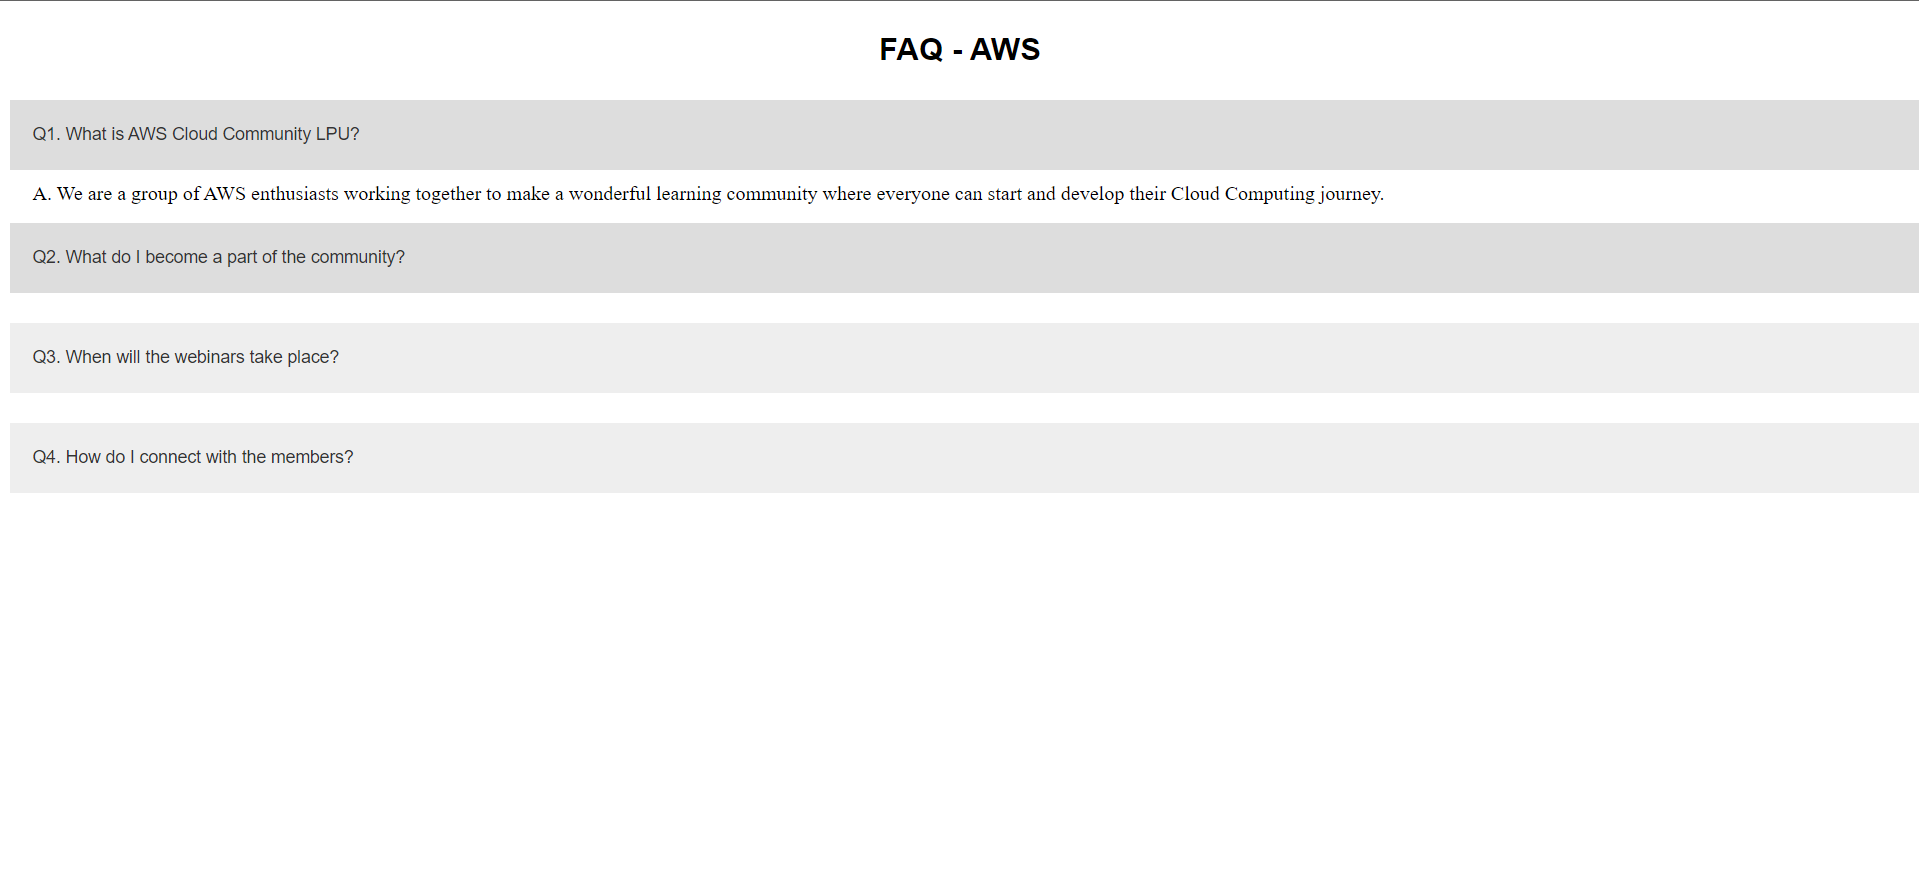 FAQ - AWS
Q1. What is AWS Cloud Community LPU?
A. We are a group of AWS enthusiasts working together to make a wonderful learning community where everyone can start and develop their Cloud Computing journey.
Q2. What do I become a part of the community?
Q3. When will the webinars take place?
Q4. How do I connect with the members?